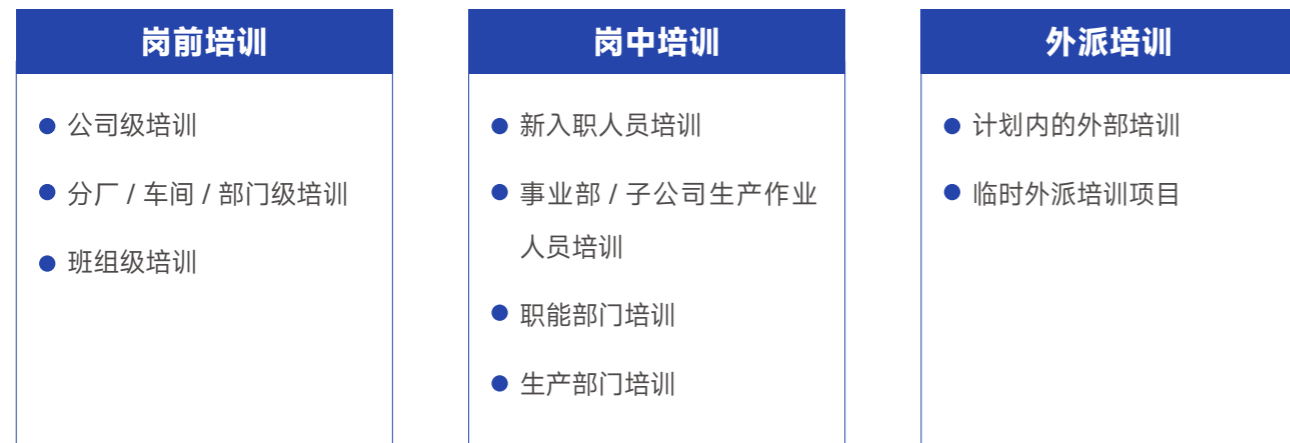 岗前培训
公司级培训
分厂 / 车间 / 部门级培训
班组级培训
岗中培训
新入职人员培训
事业部 / 子公司生产作业
人员培训
职能部门培训
生产部门培训
外派培训
计划内的外部培训
临时外派培训项目